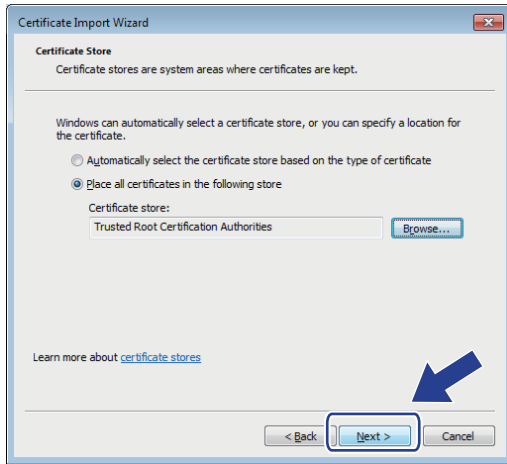 Certificate Import Wizard
Certificate Store
Certificate stores are system areas where certificates are kept.
Windows can automatically select a certificate store, or you can specify a location for
the certificate.
Automatically select the certificate store based on the type of certificate
Place all certificates in the following store
Certificate store:
Trusted Root Certification Authorities
Browse...
Learn more about certificate stores
< Back
Next >
Cancel